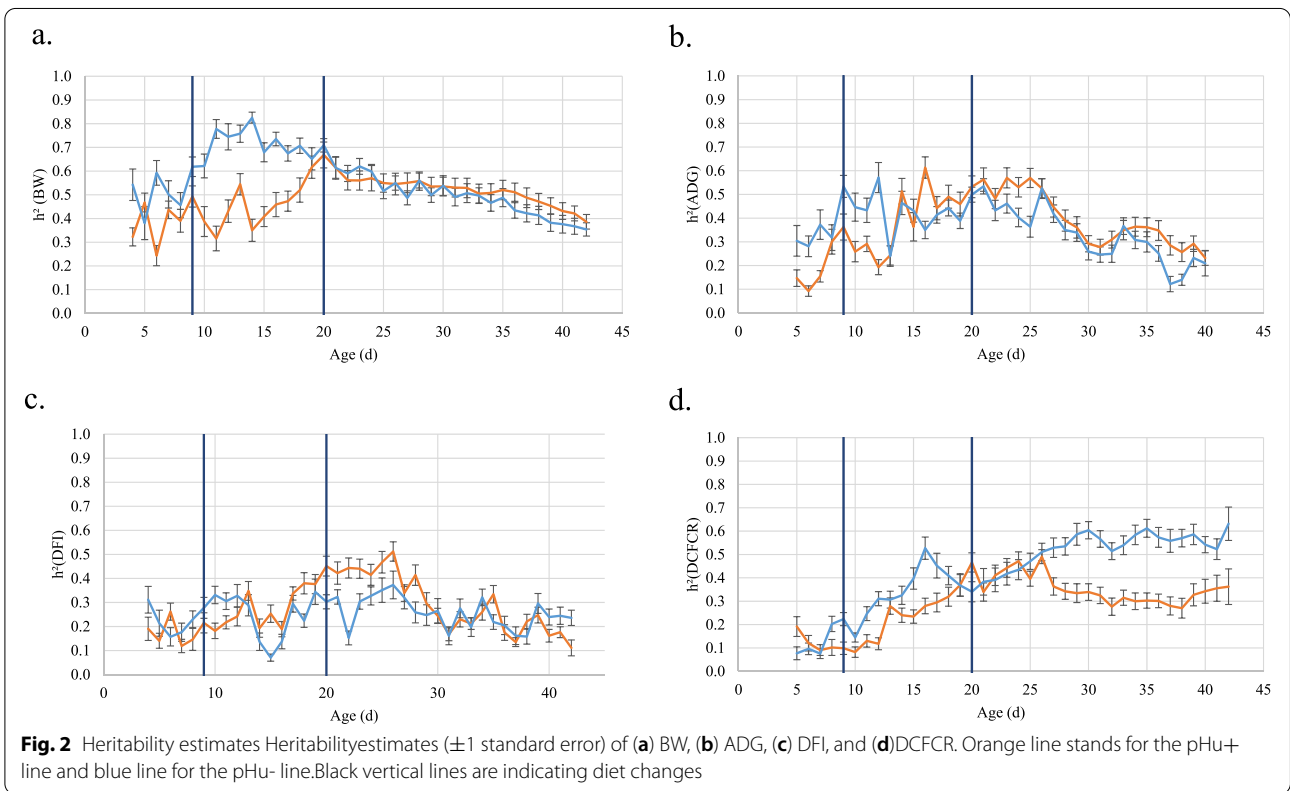 a.
h² (BW)
1.0
0.9
0.8
0.7
0.6
0.5
0.4
0.3
0.2
0.1
0.0
0 5 10 15 20 25 30 35 40 45
Age (d)
b.
h²(ADG)
1.0
0.9
0.8
0.7
0.6
0.5
0.4
0.3
0.2
0.1
0.0
0 5 10 15 20 25 30 35 40 45
Age (d)
c.
h²(DFI)
1.0
0.9
0.8
0.7
0.6
0.5
0.4
0.3
0.2
0.1
0.0
0 10 20 30 40
Age (d)
d.
h²(DCFCR)
1.0
0.9
0.8
0.7
0.6
0.5
0.4
0.3
0.2
0.1
0.0
0 5 10 15 20 25 30 35 40 45
Age (d)
Fig. 2 Heritability estimates Heritabilityestimates (±1 standard error) of (a) BW, (b) ADG, (c) DFI, and (d)DCFCR. Orange line stands for the pHu+
line and blue line for the pHu- line.Black vertical lines are indicating diet changes